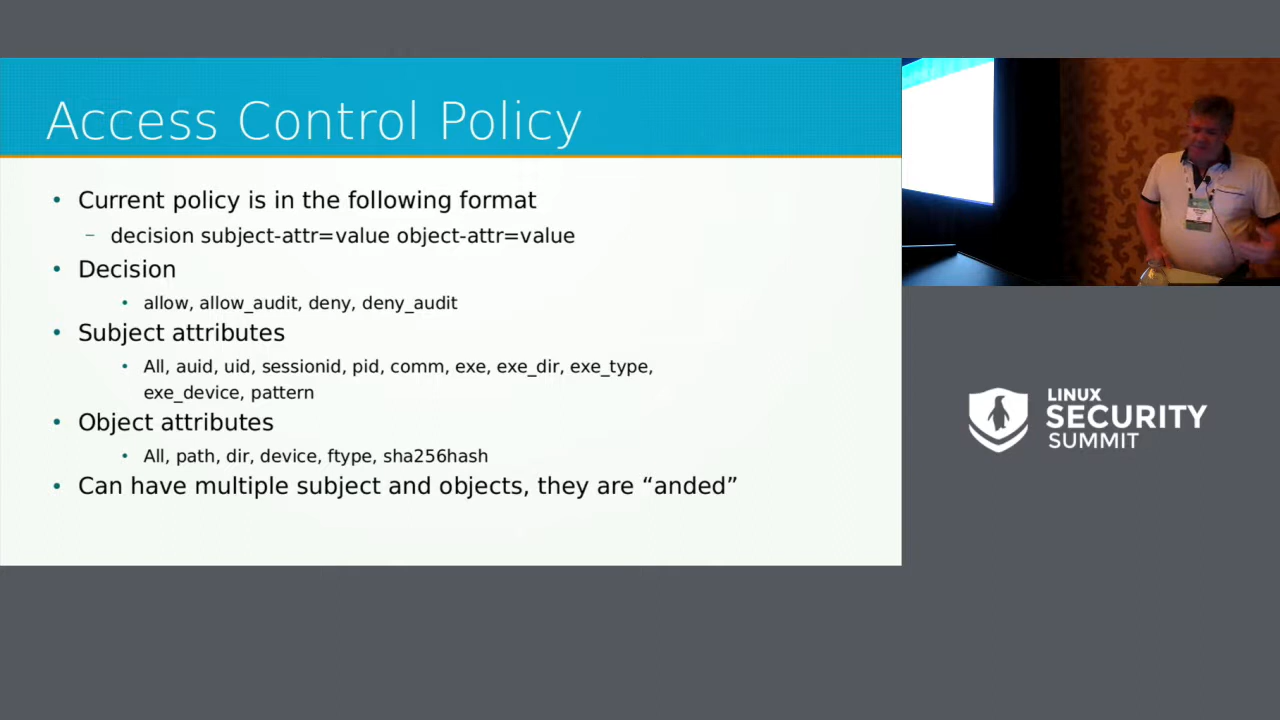 Access Control Policy
Current policy is in the following format
decision subject-attr=value object-attr=value
Decision
allow, allow_audit, deny, deny_audit
Subject attributes
All, auid, uid, sessionid, pid, comm, exe, exe_dir, exe_type,
exe_device, pattern
Object attributes
All, path, dir, device, ftype, sha256hash
Can have multiple subject and objects, they are “anded”
LINUX
SECURITY
SUMMIT